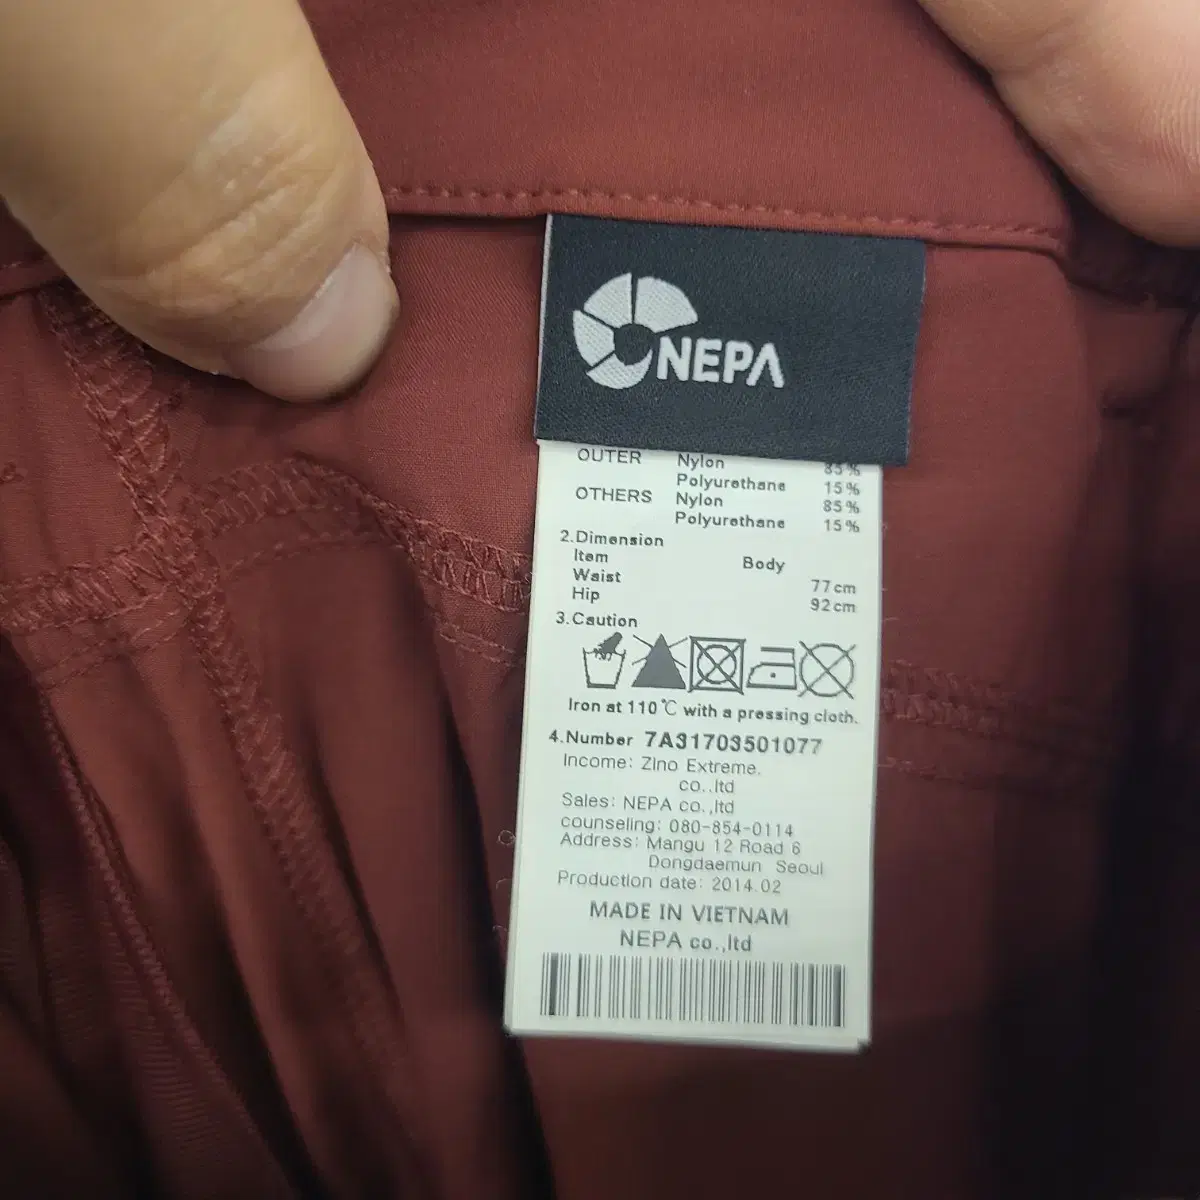 NEPA
OUTER Nylon 85%
Polyurethane 15%
OTHERS Nylon 85%
Polyurethane 15%
2.Dimension
Item Body
Waist 77cm
Hip 92cm
3.Caution
Iron at 110℃ with a pressing cloth.
4.Number 7A31703501077
Income: Zino Extreme.
co.,ltd
Sales: NEPA co.,ltd
counseling: 080-854-0114
Address: Mangu 12 Road 6
Dongdaemun Seoul
Production date: 2014.02
MADE IN VIETNAM
NEPA co.,ltd